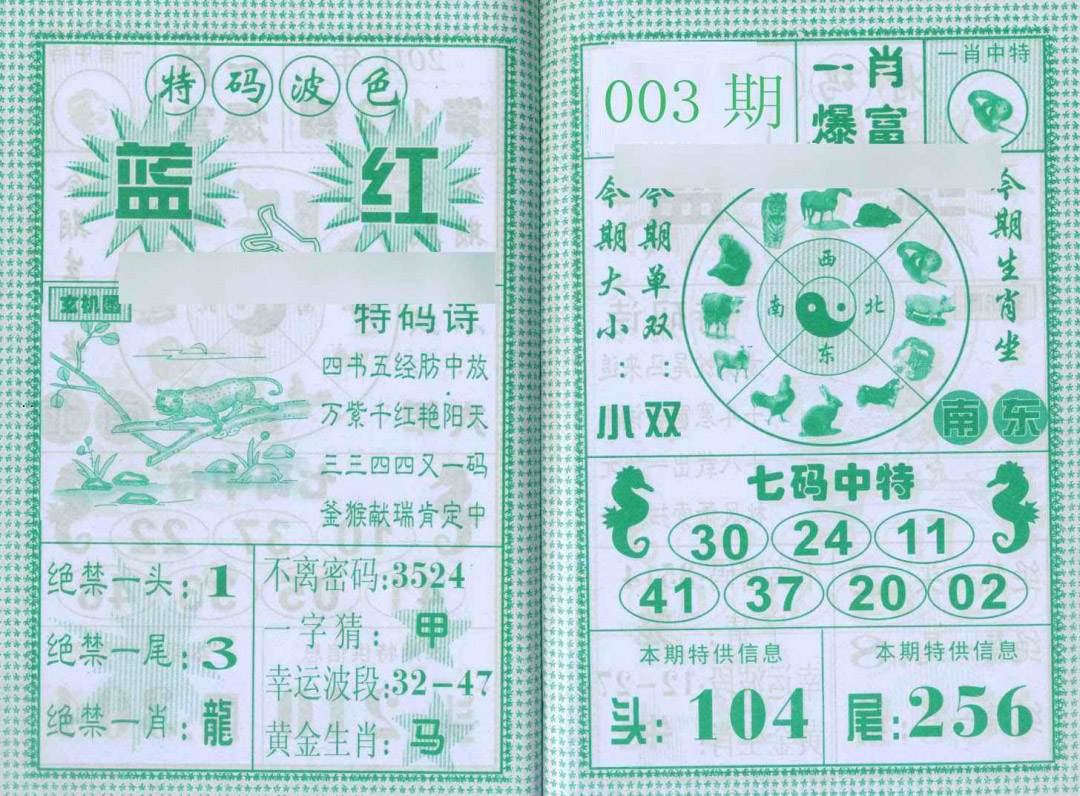 特码波色
蓝 红
玄机图
特码诗
四书五经肪中放
万紫千红艳阳天
三三四四又一码
釜猴献瑞肯定中
绝禁一头:1
绝禁一尾:3
绝禁一肖:龍
不离密码:3524
一字猜:甲
幸运波段:32-47
黄金生肖:马
003期
一肖
爆富
一肖中特
今期大小:小
今期单双:双
西
南 北
东
今期生肖坐
南东
七码中特
30 24 11
41 37 20 02
本期特供信息
头:104
本期特供信息
尾:256